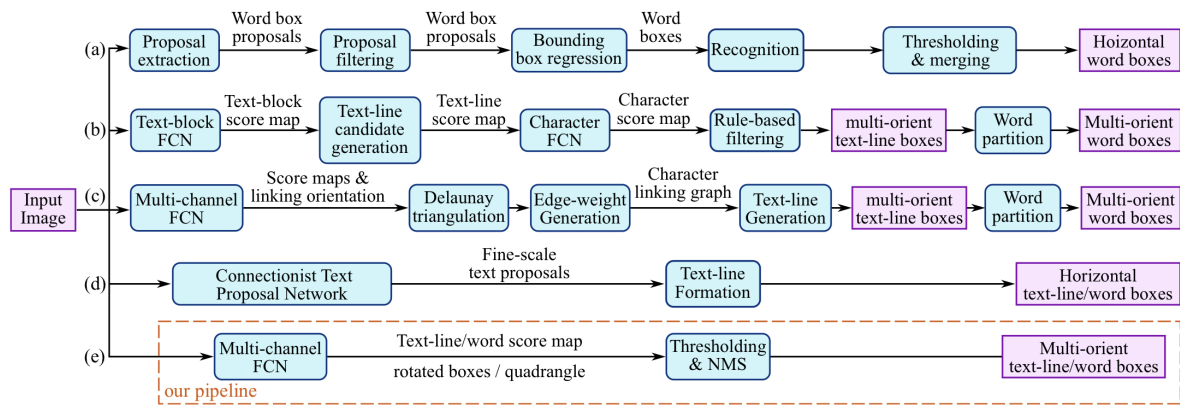 Input
Image
(a)
Proposal
extraction
Word box
proposals
Proposal
filtering
Word box
proposals
Bounding
box regression
Word
boxes
Recognition
Thresholding
& merging
Hoizontal
word boxes
(b)
Text-block
FCN
Text-block
score map
Text-line
candidate
generation
Text-line
score map
Character
FCN
Character
score map
Rule-based
filtering
multi-orient
text-line boxes
Word
partition
Multi-orient
word boxes
(c)
Multi-channel
FCN
Score maps &
linking orientation
Delaunay
triangulation
Edge-weight
Generation
Character
linking graph
Text-line
Generation
multi-orient
text-line boxes
Word
partition
Multi-orient
word boxes
(d)
Connectionist Text
Proposal Network
Fine-scale
text proposals
Text-line
Formation
Horizontal
text-line/word boxes
(e)
Multi-channel
FCN
Text-line/word score map
rotated boxes / quadrangle
Thresholding
& NMS
Multi-orient
text-line/word boxes
our pipeline